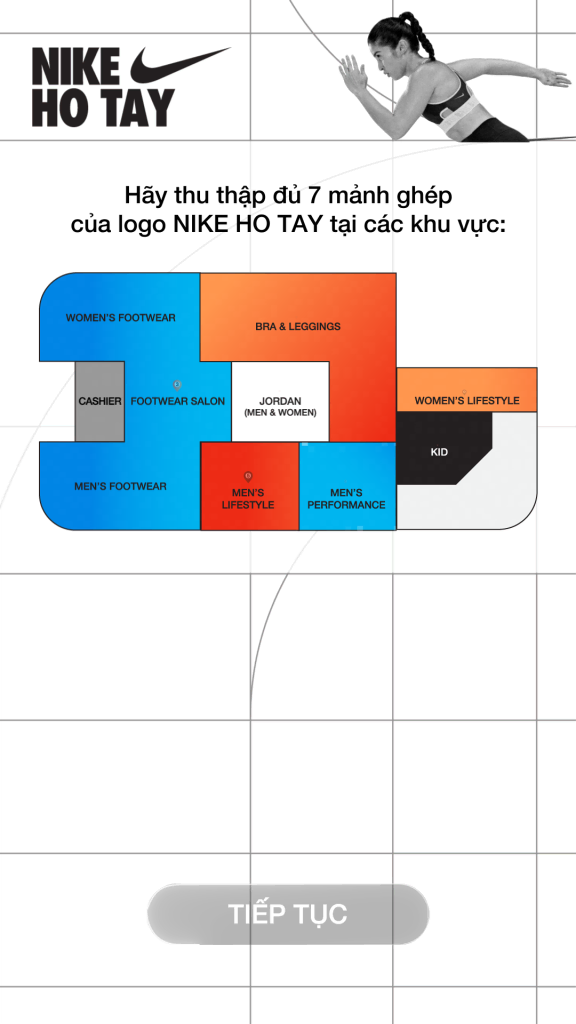 NIKE
HO TAY
Hãy thu thập đủ 7 mảnh ghép
của logo NIKE HO TAY tại các khu vực:
WOMEN'S FOOTWEAR
BRA & LEGGINGS
CASHIER
FOOTWEAR SALON
JORDAN
(MEN & WOMEN)
WOMEN'S LIFESTYLE
KID
MEN'S FOOTWEAR
MEN'S
LIFESTYLE
MEN'S
PERFORMANCE
TIẾP TỤC